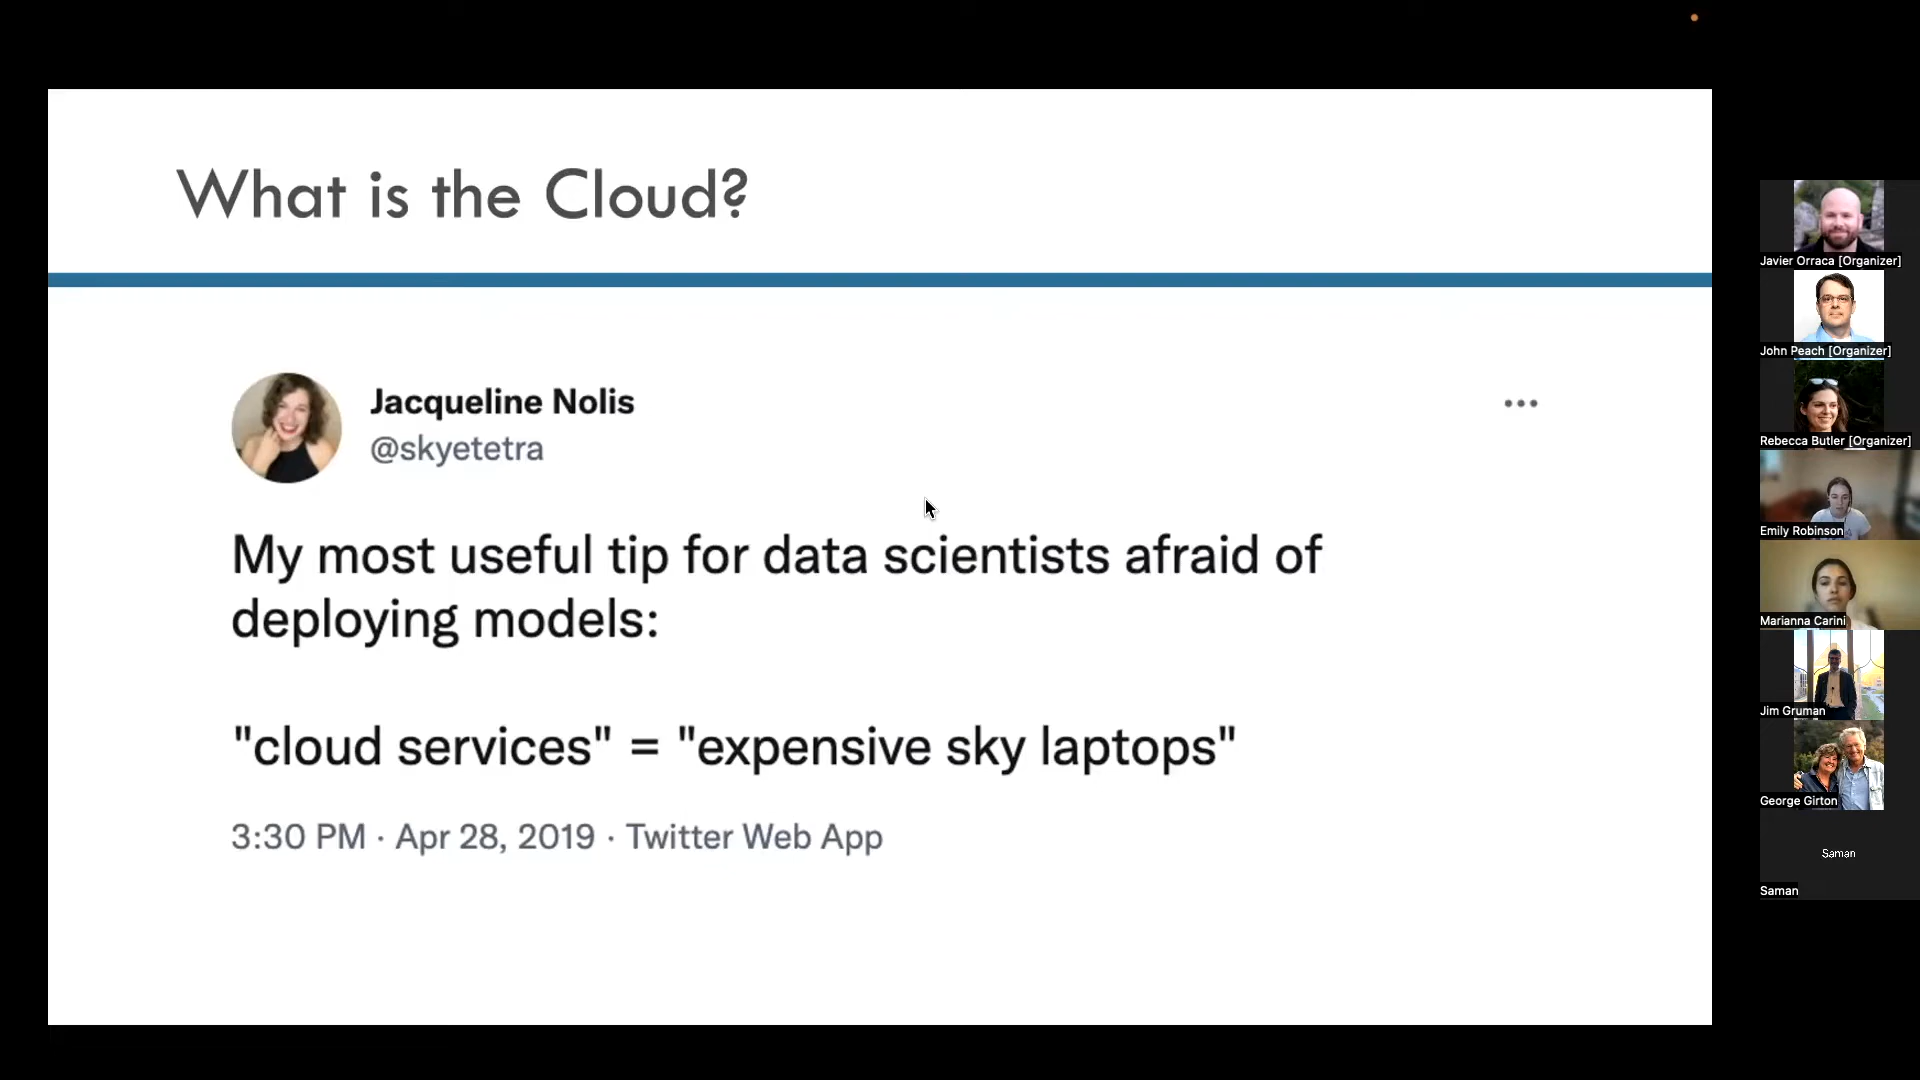 What is the Cloud?
Jacqueline Nolis
@skyetetra
My most useful tip for data scientists afraid of
deploying models:
"cloud services" = "expensive sky laptops"
3:30 PM · Apr 28, 2019 · Twitter Web App
Javier Orraca [Organizer]
John Peach [Organizer]
Rebecca Butler [Organizer]
Emily Robinson
Marianna Carini
Jim Gruman
George Girton
Saman
Saman